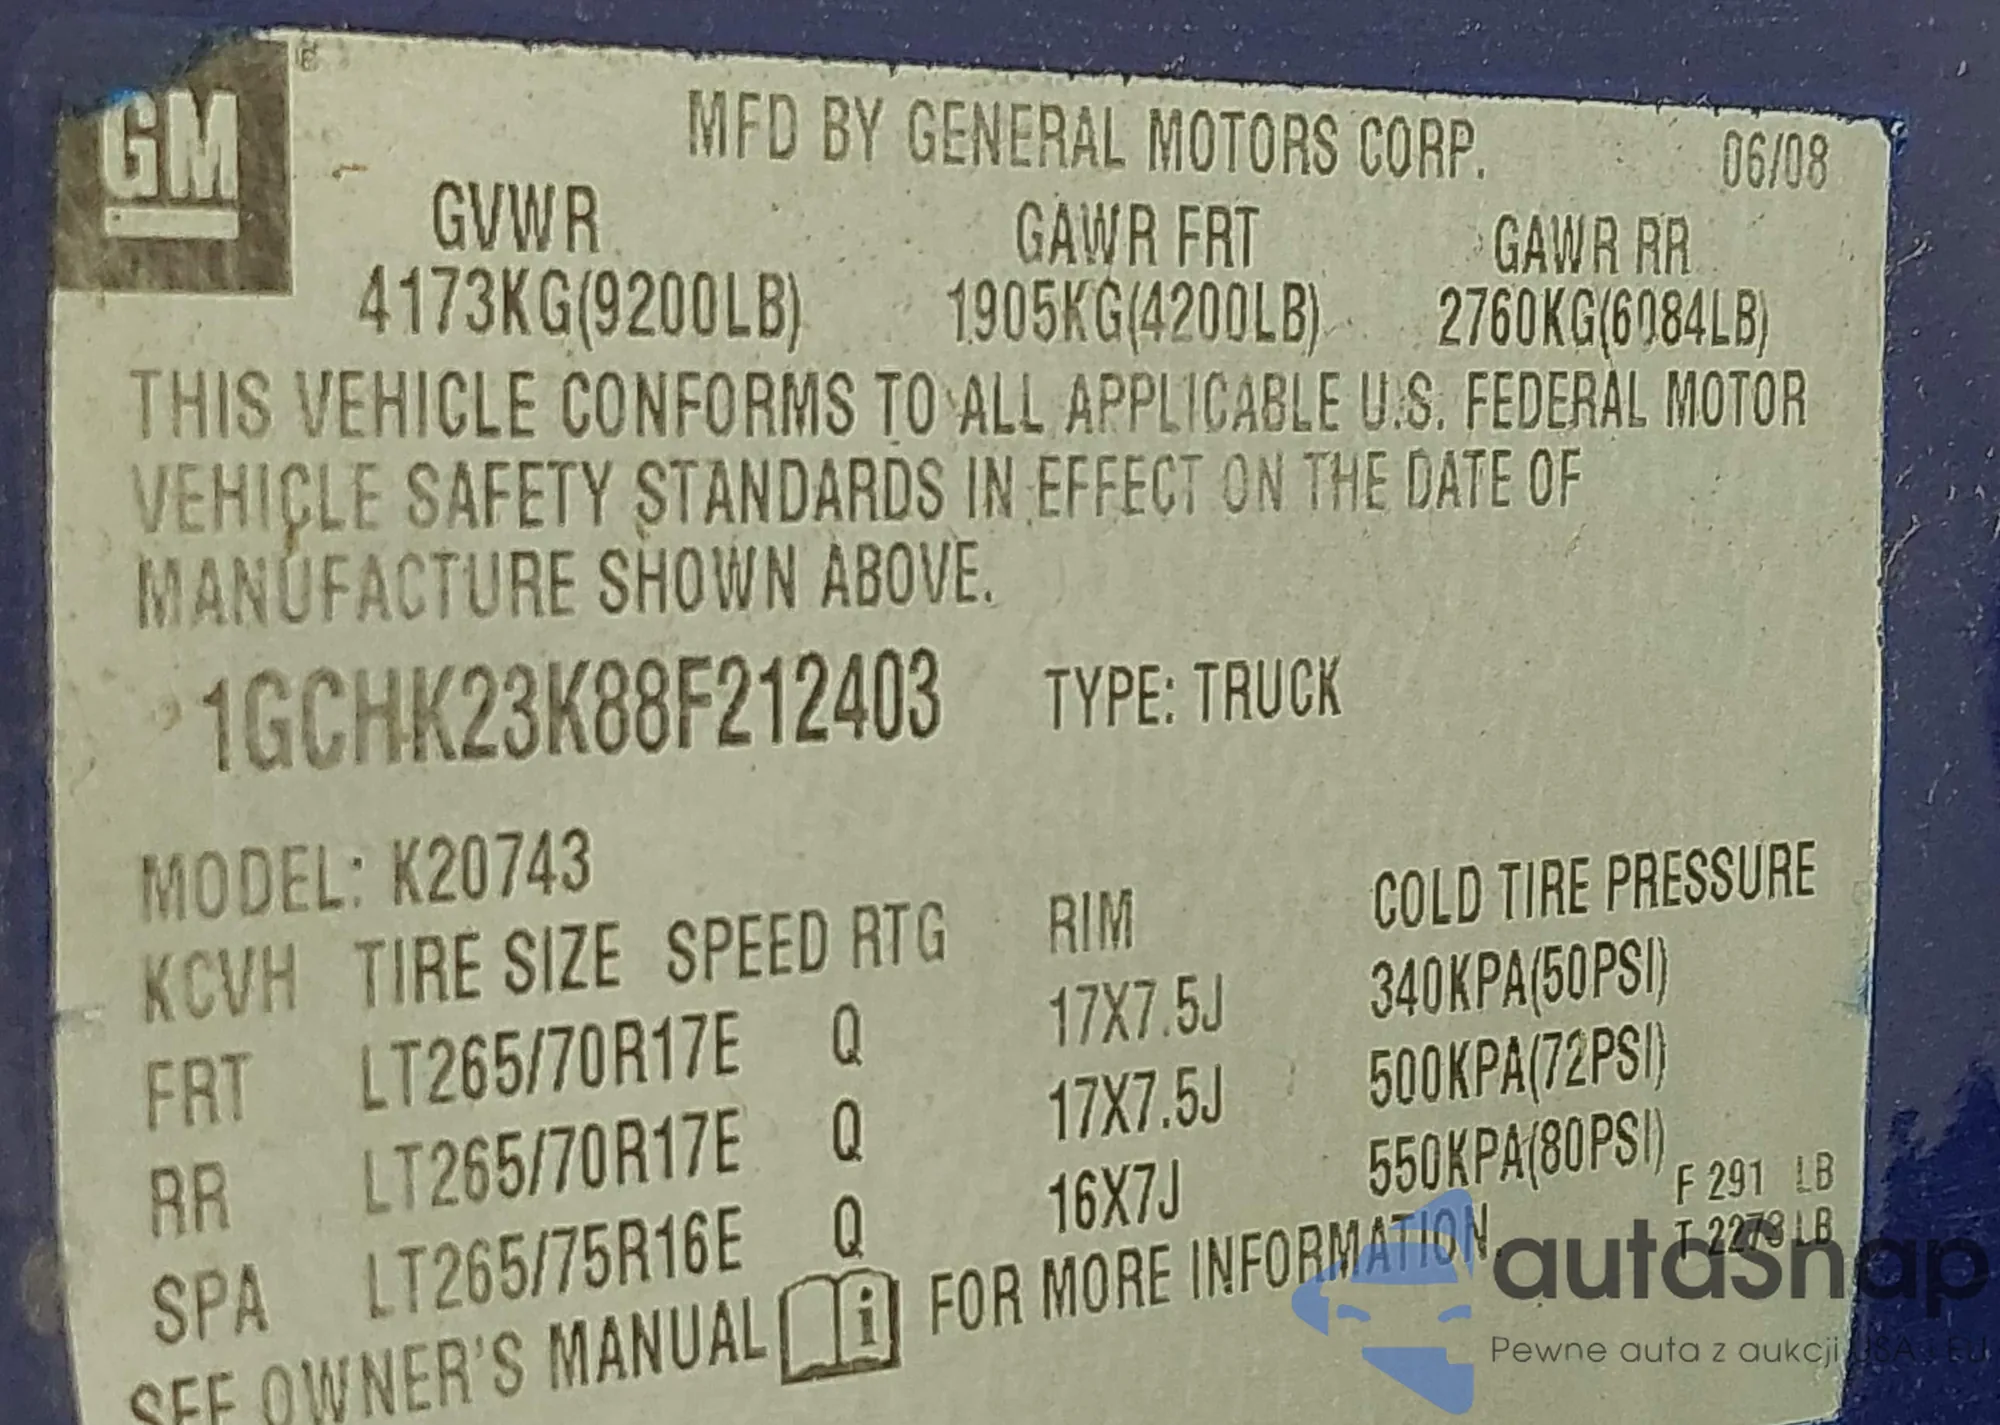 GM
MFD BY GENERAL MOTORS CORP. 06/08
GVWR GAWR FRT GAWR RR
4173KG(9200LB) 1905KG(4200LB) 2760KG(6084LB)
THIS VEHICLE CONFORMS TO ALL APPLICABLE U.S. FEDERAL MOTOR
VEHICLE SAFETY STANDARDS IN EFFECT ON THE DATE OF
MANUFACTURE SHOWN ABOVE.
1GCHK23K88F212403 TYPE: TRUCK
MODEL: K20743
KCVH TIRE SIZE SPEED RTG RIM COLD TIRE PRESSURE
FRT LT265/70R17E Q 17X7.5J 340KPA(50PSI)
RR LT265/70R17E Q 17X7.5J 500KPA(72PSI)
SPA LT265/75R16E Q 16X7J 550KPA(80PSI)
F 291 LB
T 2273 LB
SEE OWNER'S MANUAL i FOR MORE INFORMATION.
autaSnap
Pewne auta z aukcji USA i EU